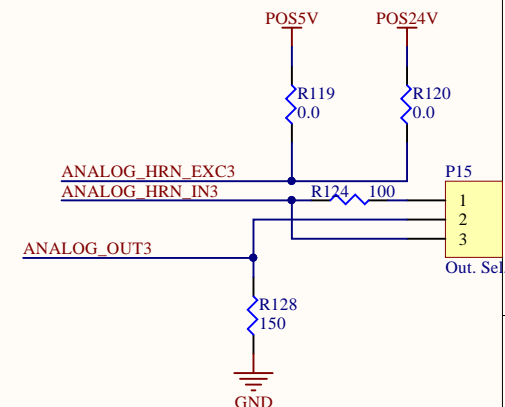 POS5V POS24V
R119 R120
0.0 0.0
ANALOG_HRN_EXC3 P15
ANALOG_HRN_IN3 R124 100 1
2
3
ANALOG_OUT3
Out. Sel
R128
150
GND